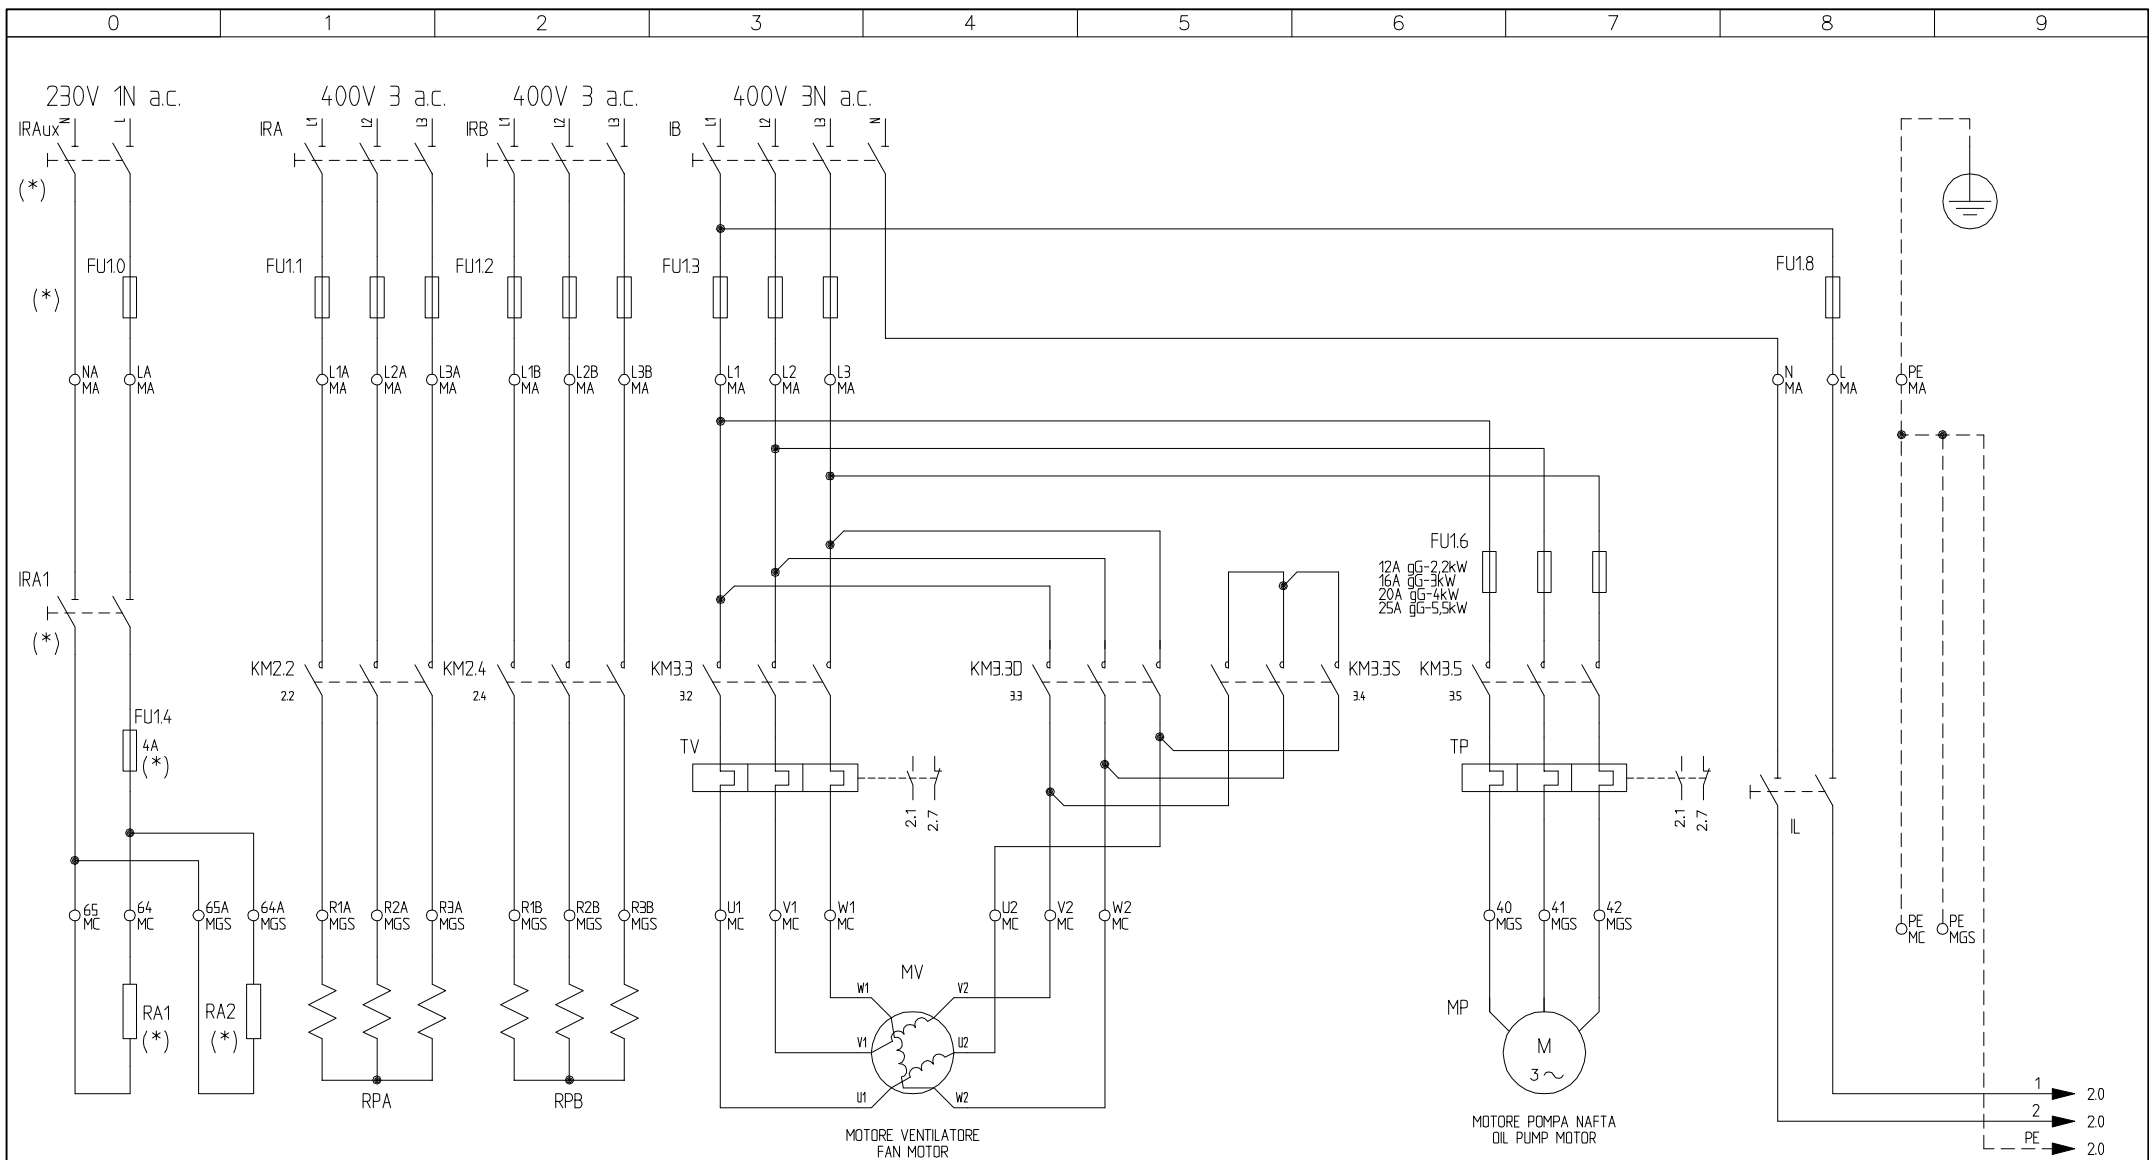 0 1 2 3 4 5 6 7 8 9
230V 1N a.c. 400V 3 a.c. 400V 3 a.c. 400V 3N a.c.
N L L1 L2 L3 L1 L2 L3 L1 L2 L3 N
IRAux IRA IRB IB
(*)
FU1.0 FU1.1 FU1.2 FU1.3 FU1.8
(*)
NA LA L1A L2A L3A L1B L2B L3B L1 L2 L3 N L PE
MA MA MA MA MA MA MA MA MA MA MA MA MA MA
FU1.6
12A gG-2,2kW
16A gG-3kW
20A gG-4kW
25A gG-5,5kW
IRA1
(*)
KM2.2 KM2.4 KM3.3 KM3.3D KM3.3S KM3.5
2.2 2.4 3.2 3.3 3.4 3.5
FU1.4
4A
(*)
TV TP
2.1 2.7 2.1 2.7
IL
65 64 65A 64A R1A R2A R3A R1B R2B R3B U1 V1 W1 U2 V2 W2 40 41 42 PE PE
MC MC MGS MGS MGS MGS MGS MGS MGS MGS MC MC MC MC MC MC MGS MGS MGS MC MGS
MV
W1 V2
RA1 RA2
(*) (*)
MP
V1 U2
M
3
U1 W2
RPA RPB
MOTORE VENTILATORE
FAN MOTOR
MOTORE POMPA NAFTA
OIL PUMP MOTOR
1 2.0
2 2.0
PE 2.0